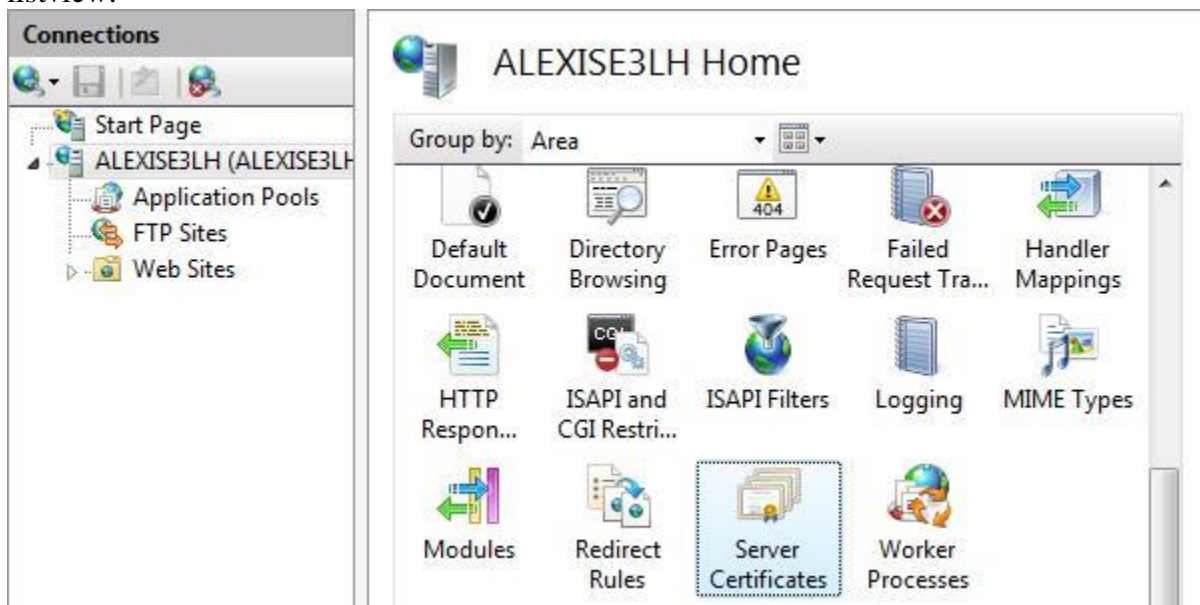 listview.
Connections
Start Page
ALEXISE3LH (ALEXISE3LH
Application Pools
FTP Sites
Web Sites
ALEXISE3LH Home
Group by: Area
Default Document
Directory Browsing
404
Error Pages
Failed Request Tra...
Handler Mappings
HTTP Respon...
CGI
ISAPI and CGI Restri...
ISAPI Filters
Logging
MIME Types
Modules
Redirect Rules
Server Certificates
Worker Processes